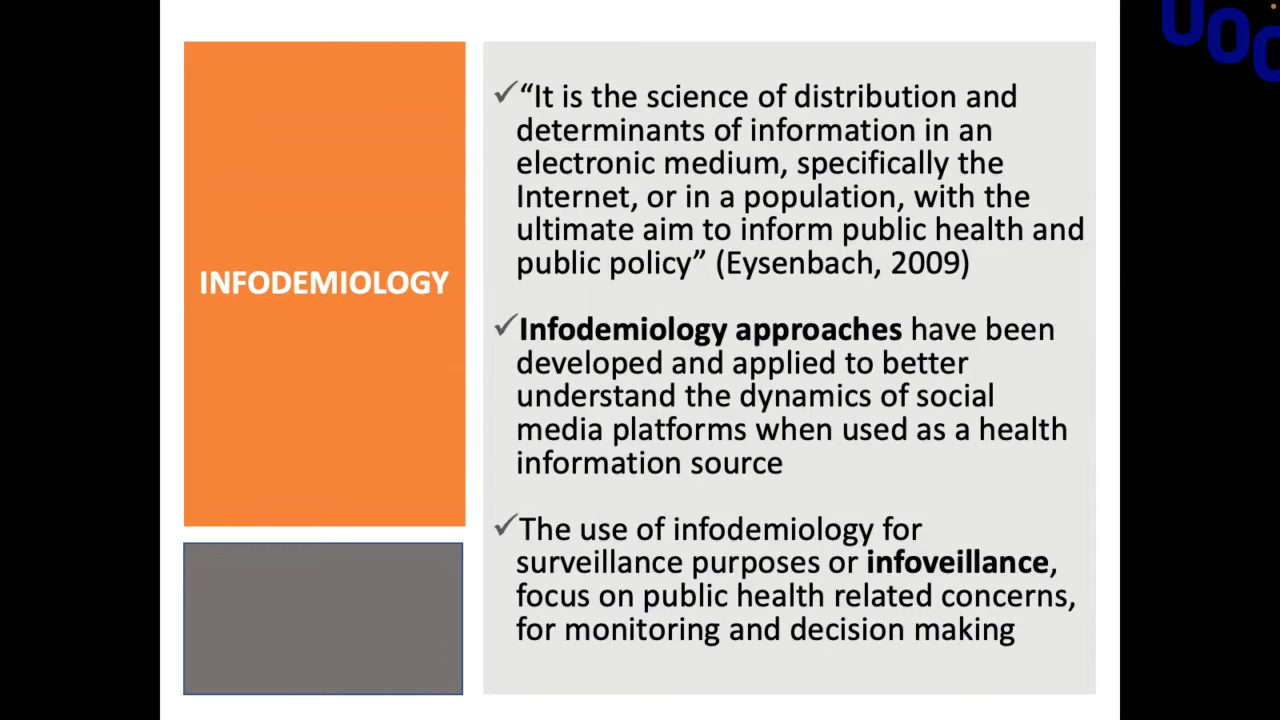 UOC
INFODEMIOLOGY
✓“It is the science of distribution and
determinants of information in an
electronic medium, specifically the
Internet, or in a population, with the
ultimate aim to inform public health and
public policy” (Eysenbach, 2009)
✓Infodemiology approaches have been
developed and applied to better
understand the dynamics of social
media platforms when used as a health
information source
✓The use of infodemiology for
surveillance purposes or infoveillance,
focus on public health related concerns,
for monitoring and decision making